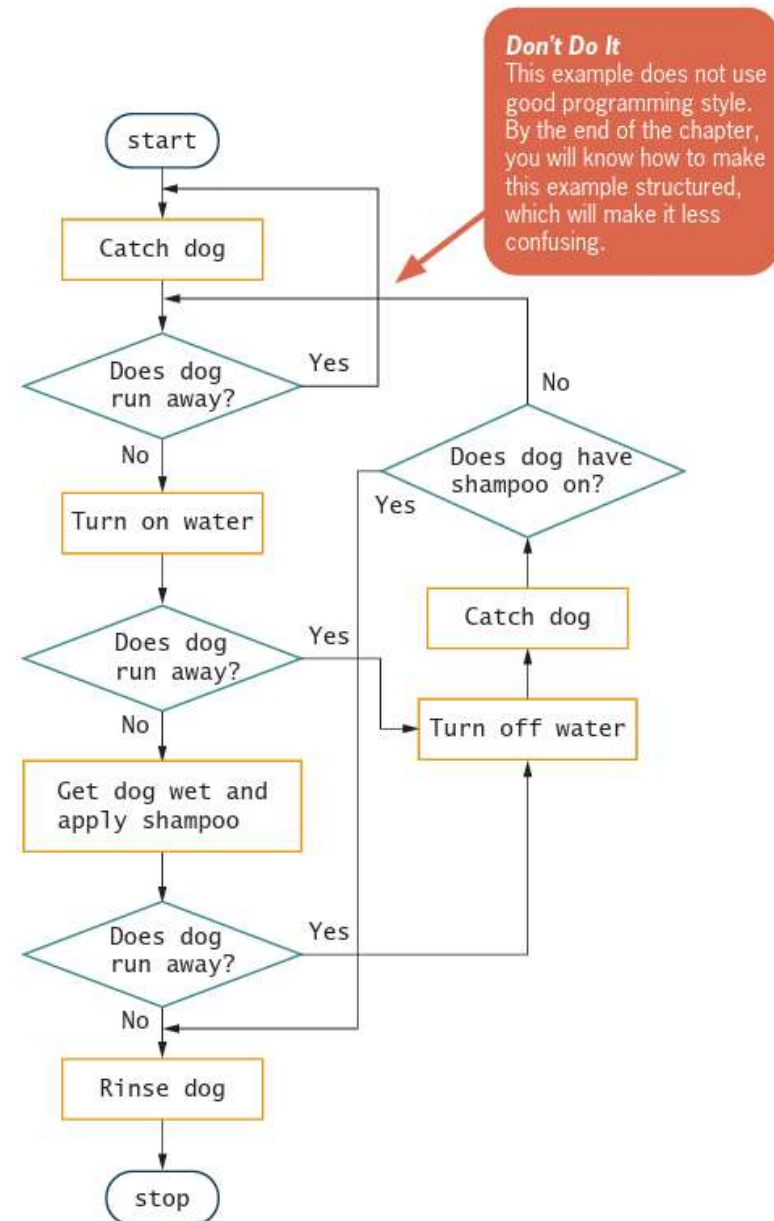 Don't Do It
This example does not use
good programming style.
By the end of the chapter,
you will know how to make
this example structured,
which will make it less
confusing.
start
Catch dog
Does dog
run away?
Yes
No
Turn on water
Does dog
run away?
Yes
No
Get dog wet and
apply shampoo
Does dog
run away?
Yes
No
Rinse dog
stop
No
Does dog have
shampoo on?
Yes
Catch dog
Turn off water